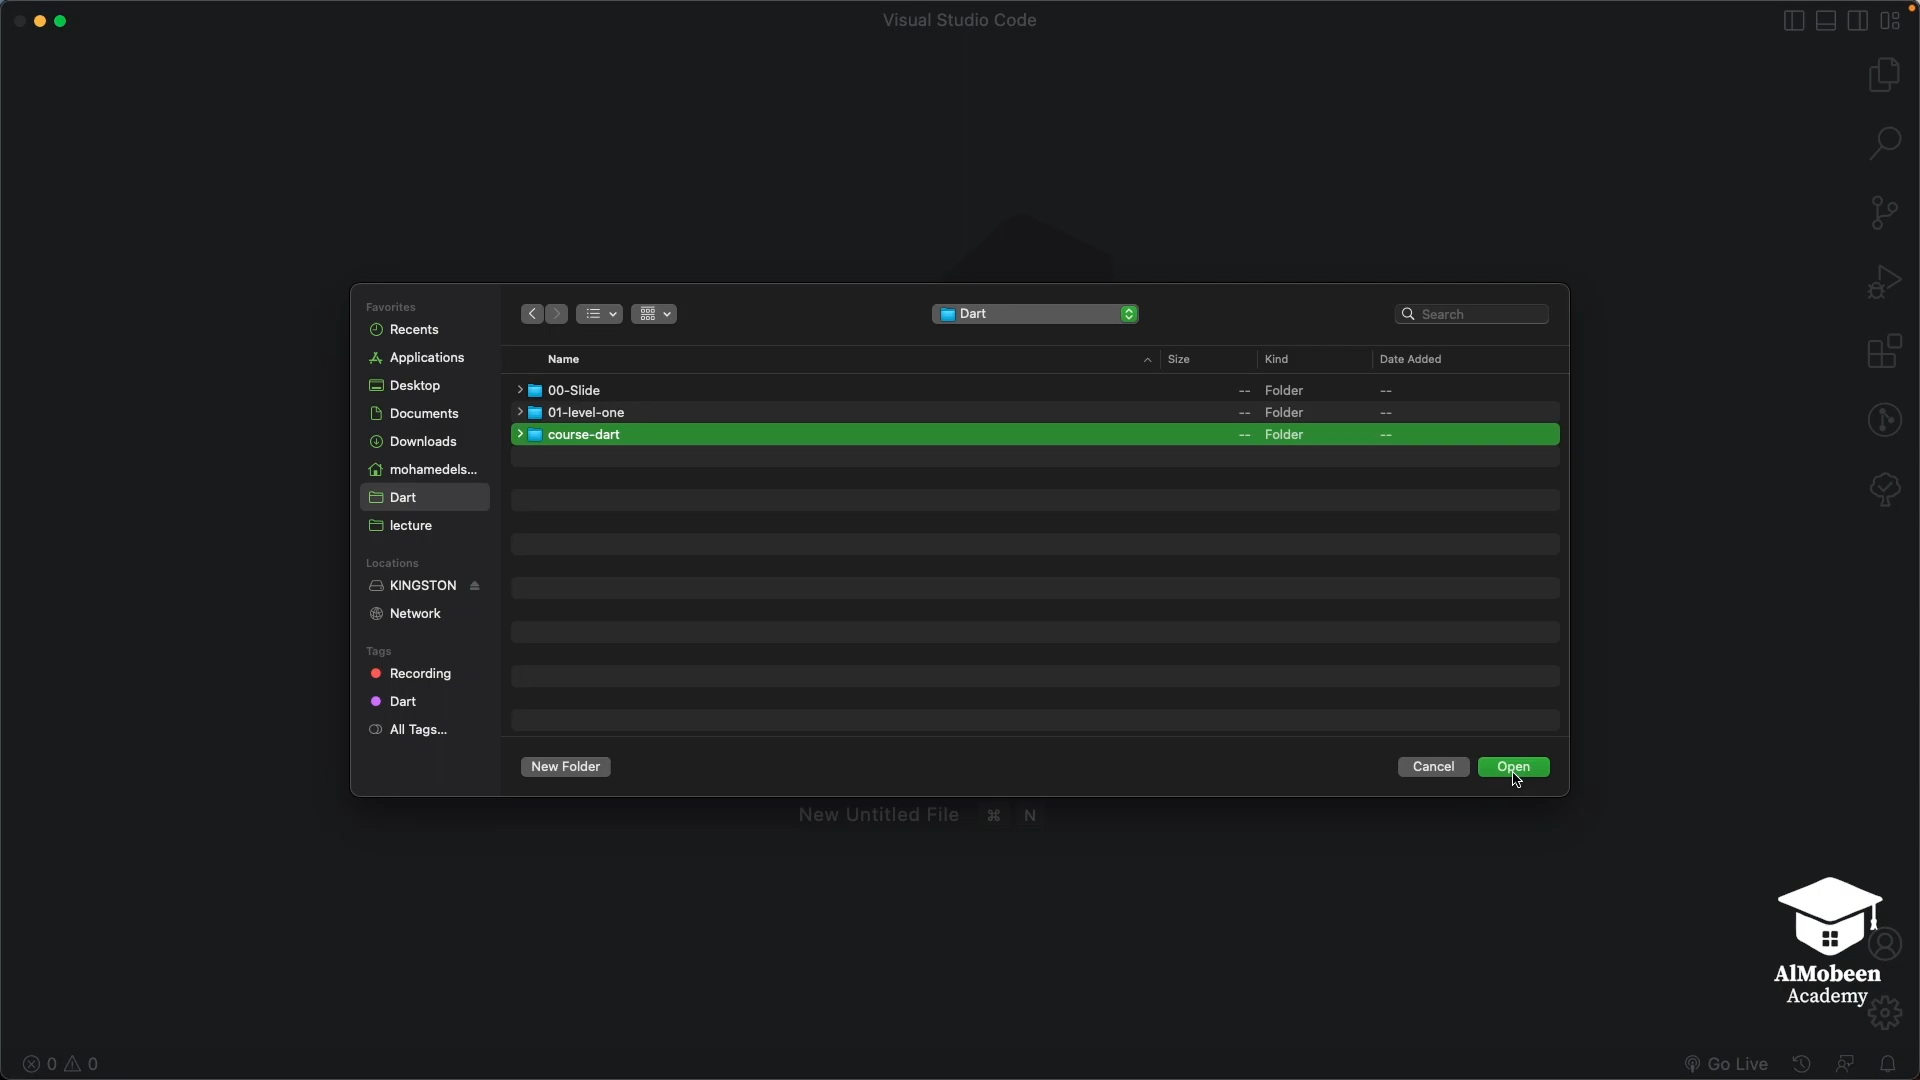 Visual Studio Code
Favorites
Recents
Applications
Desktop
Documents
Downloads
mohamedels...
Dart
lecture
Locations
KINGSTON
Network
Tags
Recording
Dart
All Tags...
Dart
Search
Name Size Kind Date Added
00-Slide -- Folder --
01-level-one -- Folder --
course-dart -- Folder --
New Folder Cancel Open
New Untitled File ⌘ N
AlMobeen
Academy
0 0 Go Live